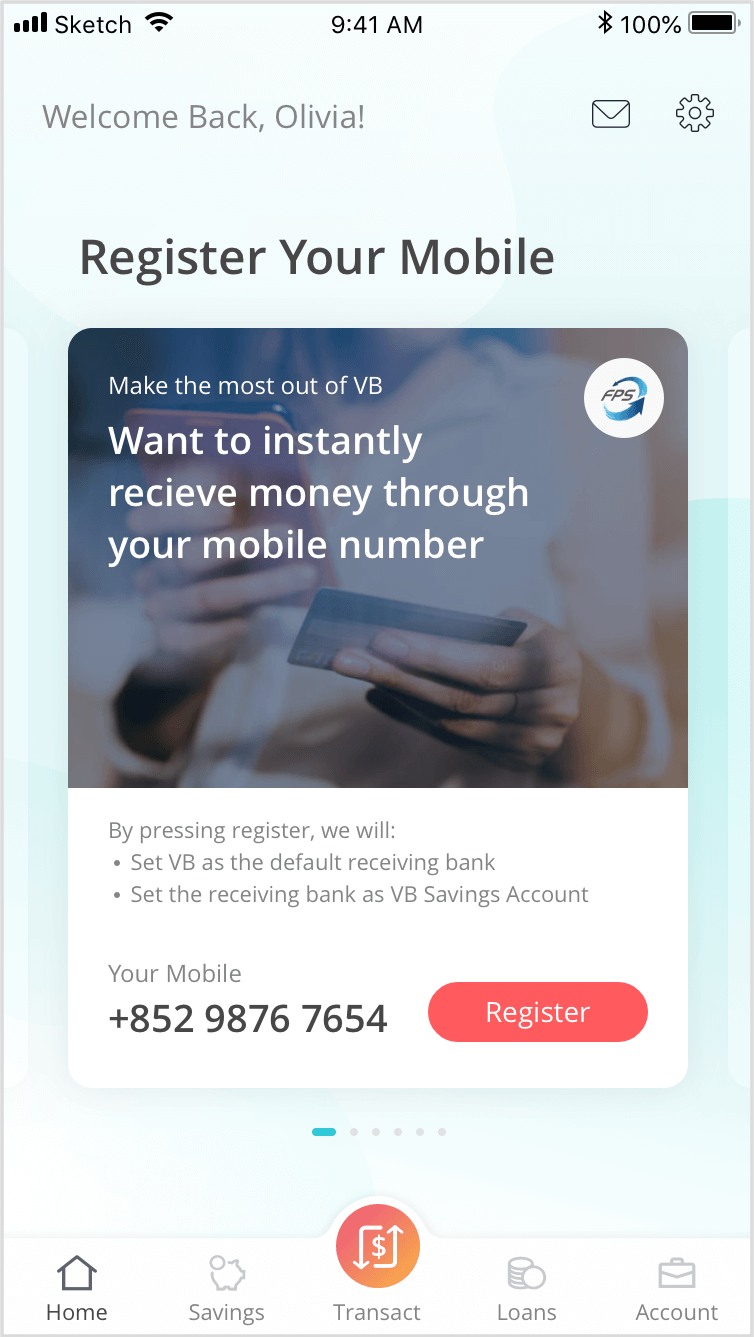 Sketch 9:41 AM 100%
Welcome Back, Olivia!
Register Your Mobile
Make the most out of VB
FPS
Want to instantly
recieve money through
your mobile number
By pressing register, we will:
• Set VB as the default receiving bank
• Set the receiving bank as VB Savings Account
Your Mobile
+852 9876 7654
Register
$
Home Savings Transact Loans Account